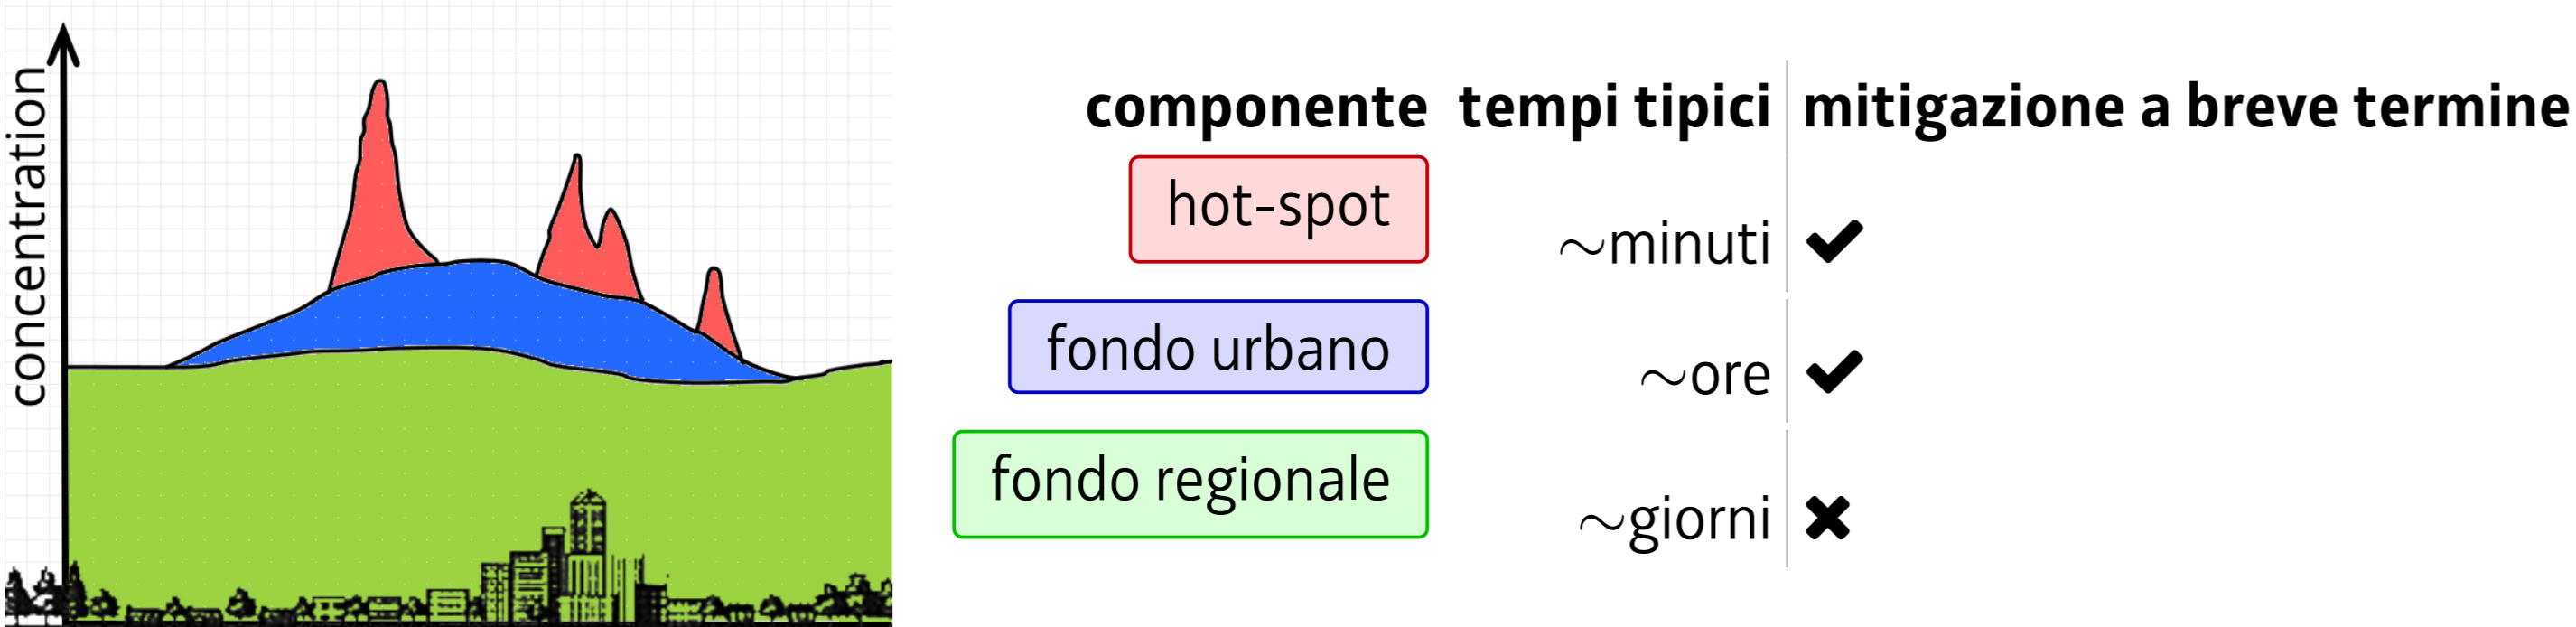 concentration
componente tempi tipici mitigazione a breve termine
hot-spot
~minuti ✔
fondo urbano
~ore ✔
fondo regionale
~giorni ✖